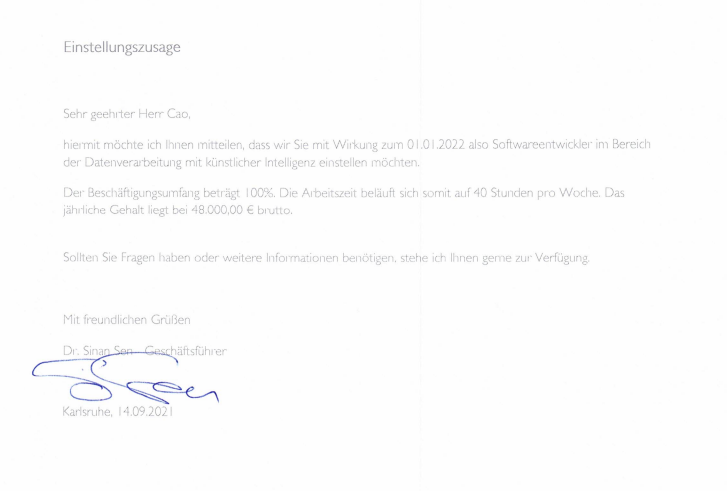 Einstellungszusage
Sehr geehrter Herr Cao,
hiermit möchte ich Ihnen mitteilen, dass wir Sie mit Wirkung zum 01.01.2022 also Softwareentwickler im Bereich
der Datenverarbeitung mit künstlicher Intelligenz einstellen möchten.
Der Beschäftigungsumfang beträgt 100%. Die Arbeitszeit beläuft sich somit auf 40 Stunden pro Woche. Das
jährliche Gehalt liegt bei 48.000,00 € brutto.
Sollten Sie Fragen haben oder weitere Informationen benötigen, stehe ich Ihnen gerne zur Verfügung.
Mit freundlichen Grüßen
Dr. Sinan Sen - Geschäftsführer
Karlsruhe, 14.09.2021